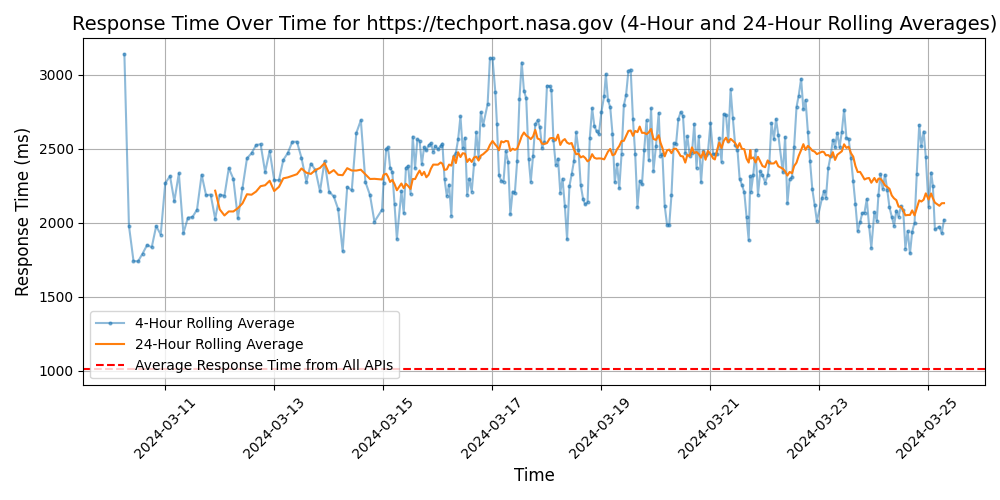 Response Time Over Time for https://techport.nasa.gov (4-Hour and 24-Hour Rolling Averages)
Response Time (ms)
3000
2500
2000
1500
1000
4-Hour Rolling Average
24-Hour Rolling Average
Average Response Time from All APIs
2024-03-11
2024-03-13
2024-03-15
2024-03-17
2024-03-19
2024-03-21
2024-03-23
2024-03-25
Time